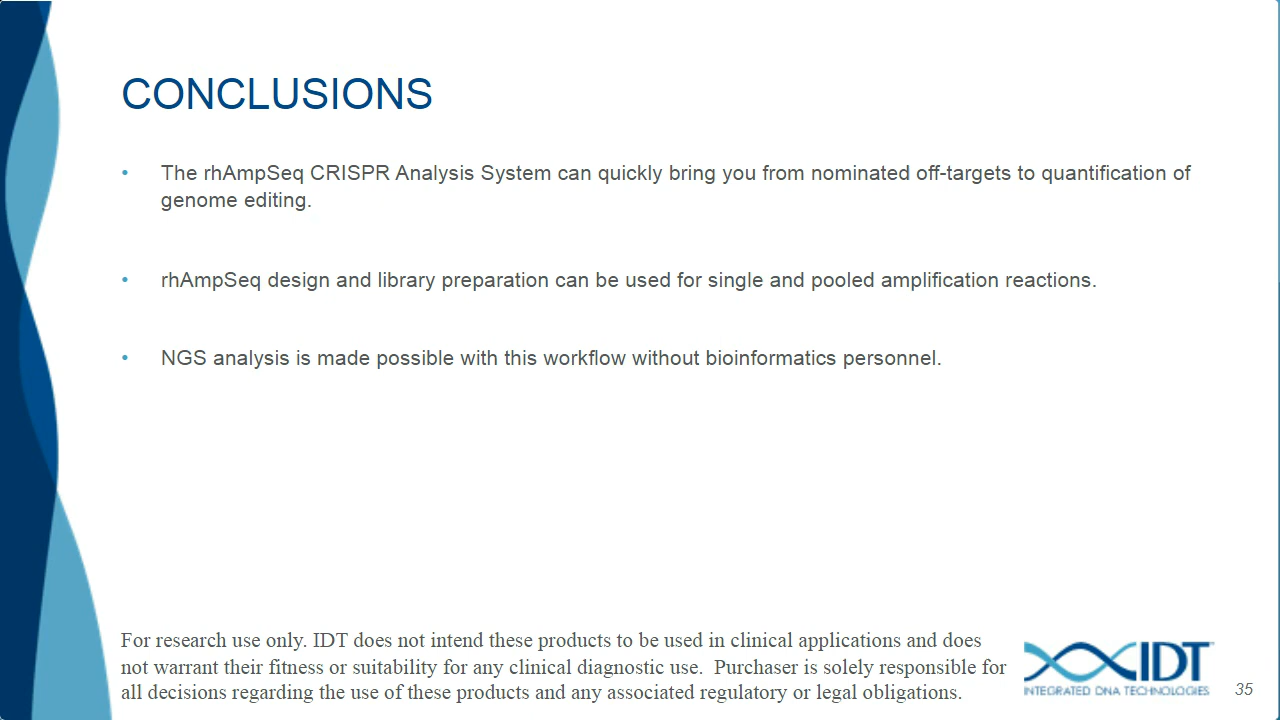 CONCLUSIONS
• The rhAmpSeq CRISPR Analysis System can quickly bring you from nominated off-targets to quantification of
genome editing.
• rhAmpSeq design and library preparation can be used for single and pooled amplification reactions.
• NGS analysis is made possible with this workflow without bioinformatics personnel.
For research use only. IDT does not intend these products to be used in clinical applications and does
not warrant their fitness or suitability for any clinical diagnostic use. Purchaser is solely responsible for
all decisions regarding the use of these products and any associated regulatory or legal obligations.
IDT
INTEGRATED DNA TECHNOLOGIES
35